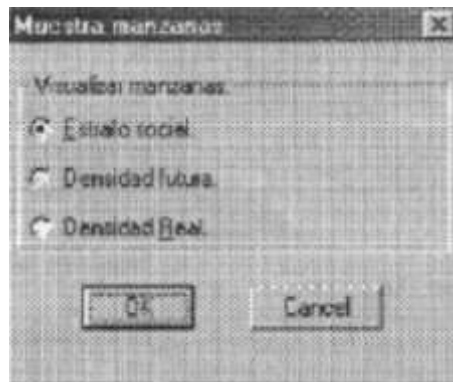 Muestra manzanas
Visualizar manzanas.
Estrato social.
Densidad futura.
Densidad Real.
OK
Cancel